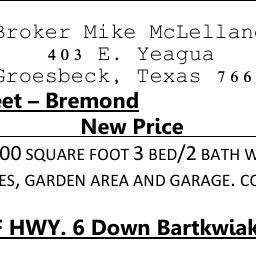 Broker Mike McLelland
403 E. Yeagua
Groesbeck, Texas 766
eet – Bremond
New Price
00 SQUARE FOOT 3 BED/2 BATH W
ES, GARDEN AREA AND GARAGE. CO
F HWY. 6 Down Bartkwiak